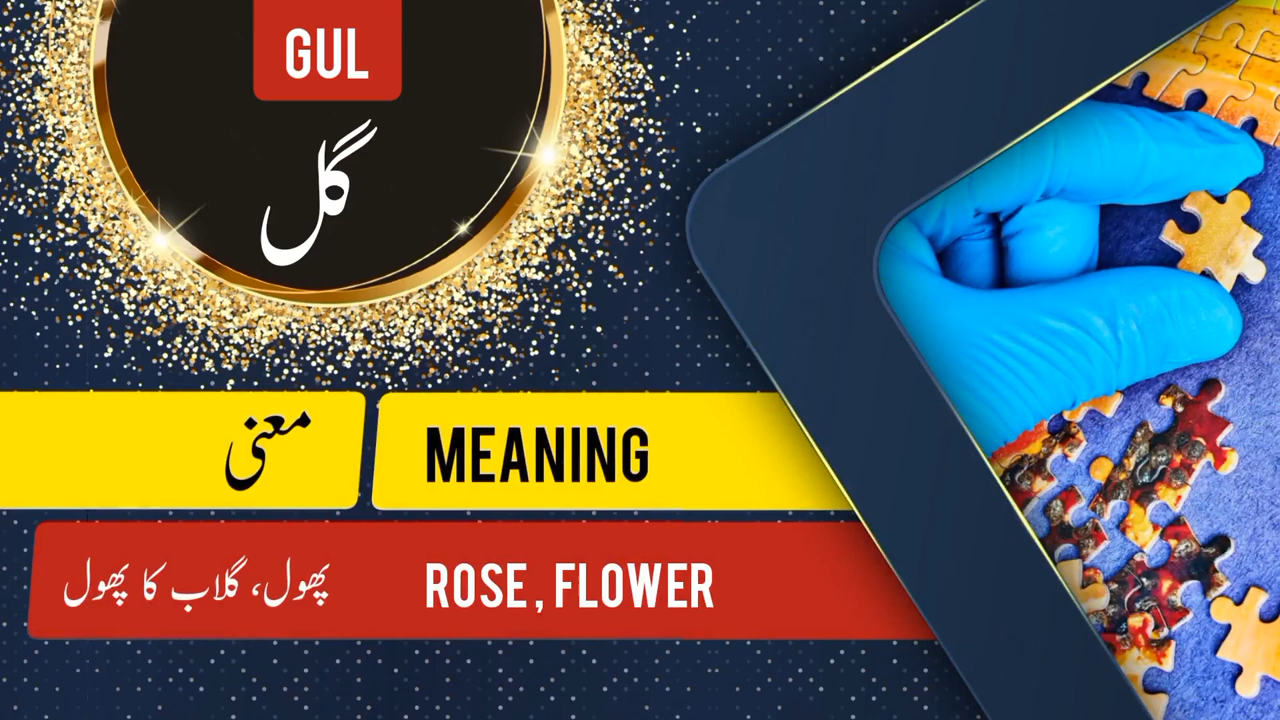 GUL
گل
معنی
MEANING
پھول، گلاب کا پھول
ROSE, FLOWER